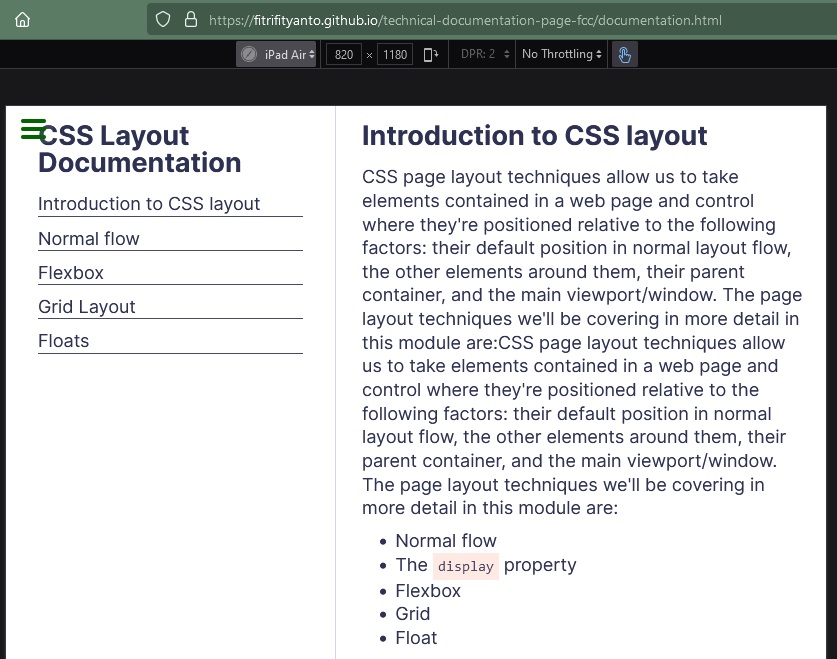 https://fitrifityanto.github.io/technical-documentation-page-fcc/documentation.html
iPad Air 820 × 1180 DPR: 2 No Throttling
CSS Layout
Documentation
Introduction to CSS layout
Normal flow
Flexbox
Grid Layout
Floats
Introduction to CSS layout
CSS page layout techniques allow us to take
elements contained in a web page and control
where they're positioned relative to the following
factors: their default position in normal layout flow,
the other elements around them, their parent
container, and the main viewport/window. The page
layout techniques we'll be covering in more detail in
this module are:CSS page layout techniques allow
us to take elements contained in a web page and
control where they're positioned relative to the
following factors: their default position in normal
layout flow, the other elements around them, their
parent container, and the main viewport/window.
The page layout techniques we'll be covering in
more detail in this module are:
• Normal flow
• The display property
• Flexbox
• Grid
• Float